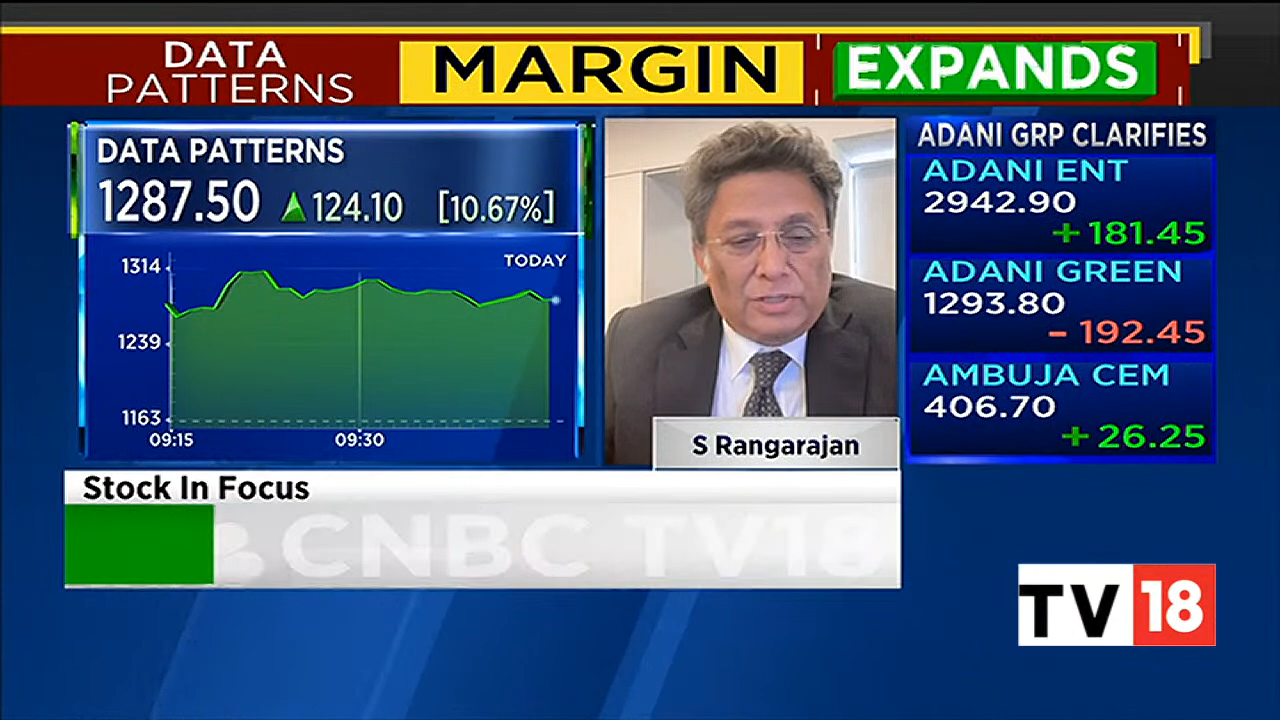 DATA
PATTERNS
MARGIN
EXPANDS
DATA PATTERNS
1287.50 ▲ 124.10 [10.67%]
TODAY
1314
1239
1163
09:15 09:30
S Rangarajan
ADANI GRP CLARIFIES
ADANI ENT
2942.90
+ 181.45
ADANI GREEN
1293.80
- 192.45
AMBUJA CEM
406.70
+ 26.25
Stock In Focus
CNBC TV18
TV 18